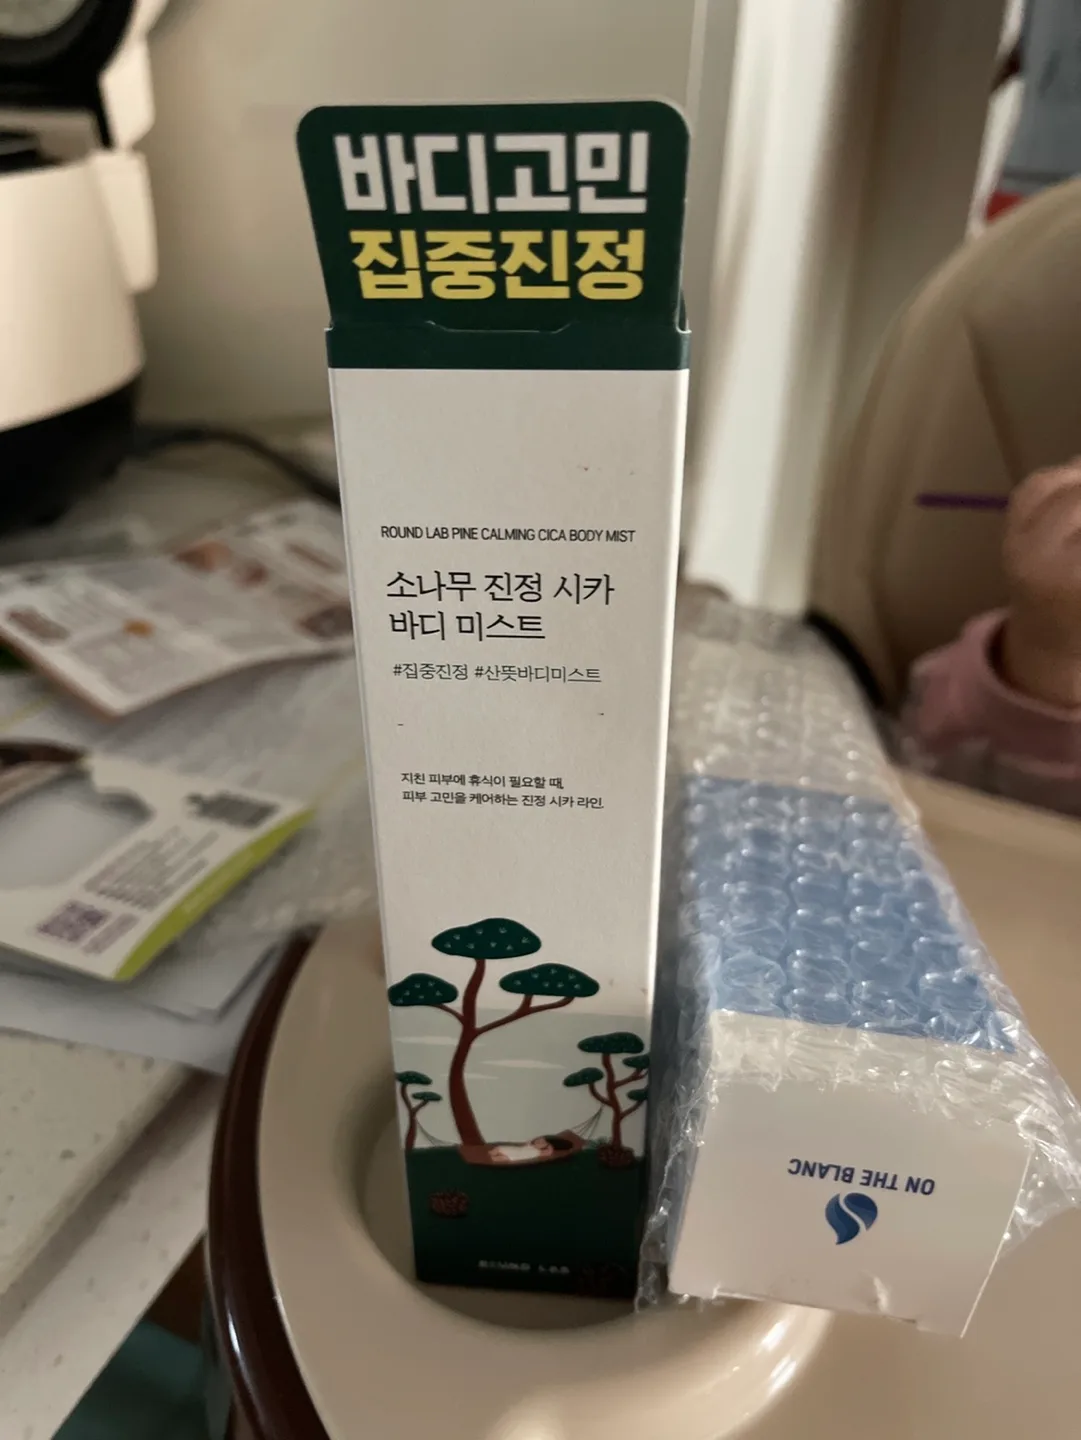 바디고민
집중진정
ROUND LAB PINE CALMING CICA BODY MIST
소나무 진정 시카
바디 미스트
#집중진정 #산뜻바디미스트
지친 피부에 휴식이 필요할 때,
피부 고민을 케어하는 진정 시카 라인.
ROUND LAB
ON THE BLANC